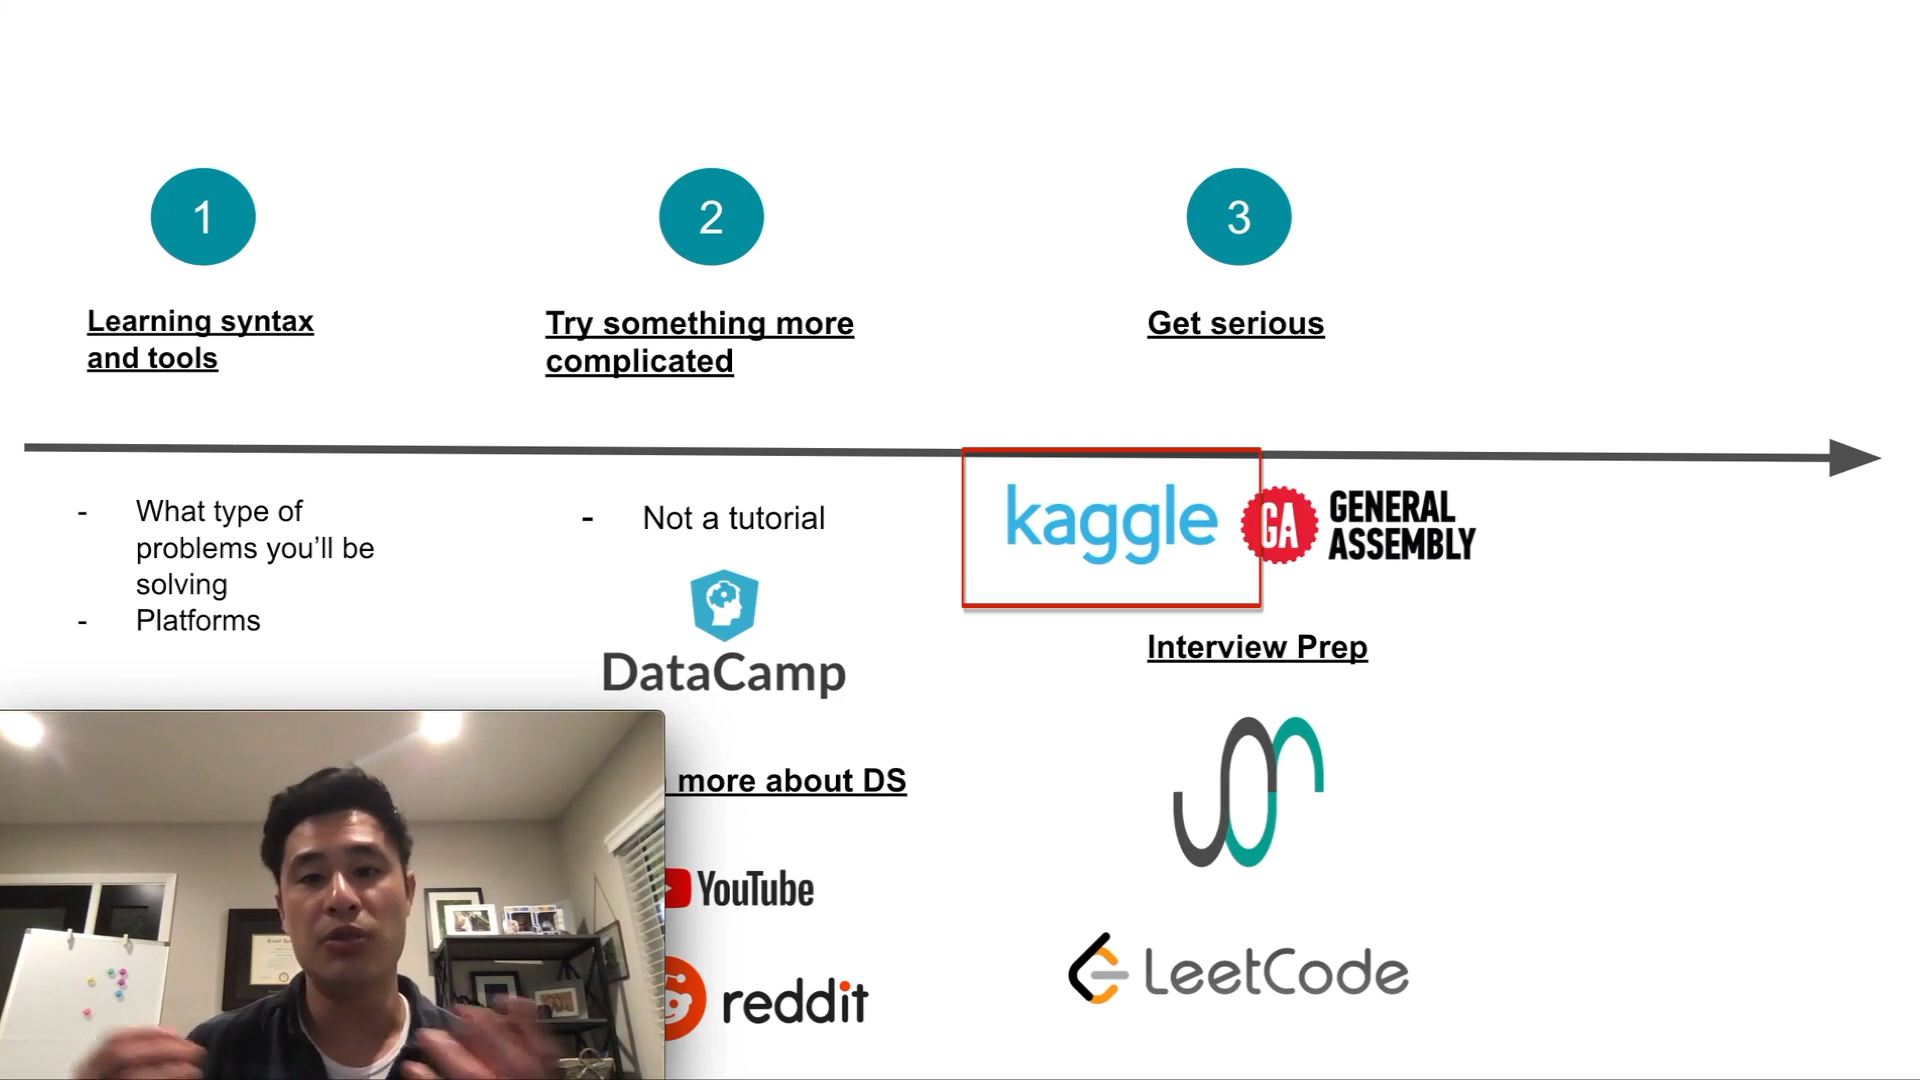 1
Learning syntax
and tools
- What type of
problems you’ll be
solving
- Platforms
2
Try something more
complicated
- Not a tutorial
DataCamp
more about DS
YouTube
reddit
3
Get serious
kaggle
GA GENERAL
ASSEMBLY
Interview Prep
LeetCode